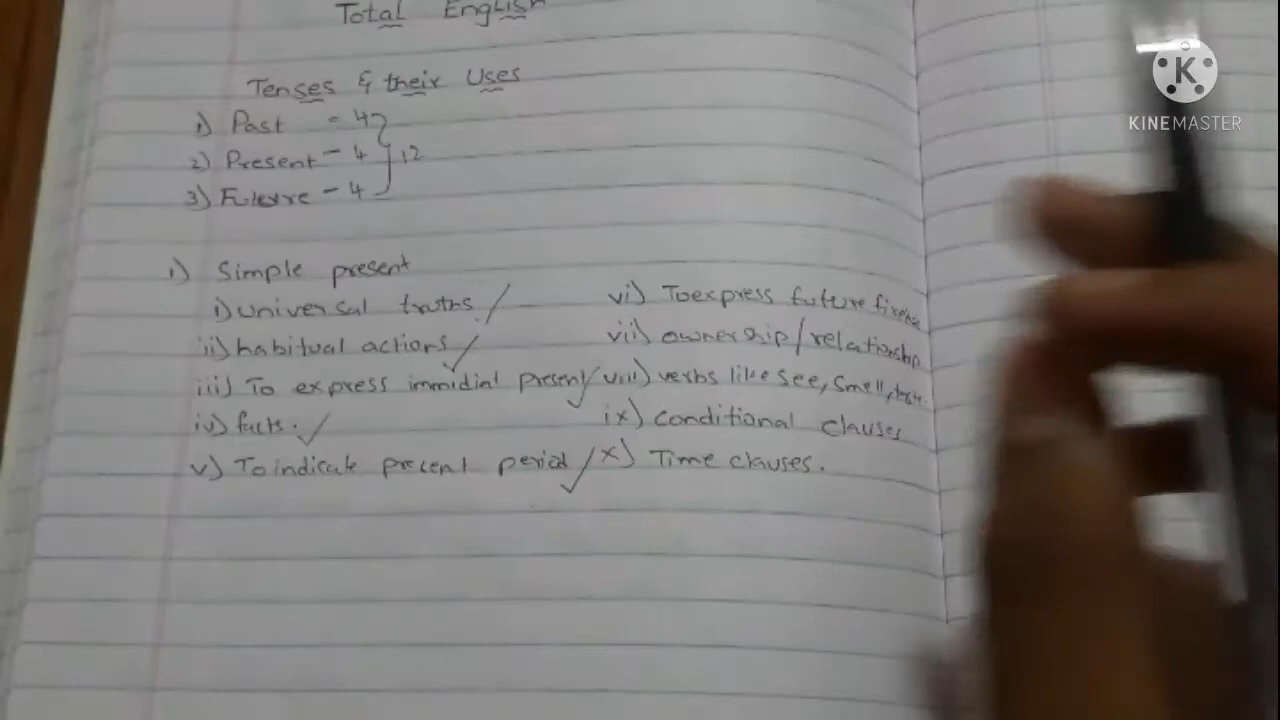 Total English
Tenses & their Uses
1) Past - 4
2) Present - 4
3) Future - 4
} 12
1) Simple present
i) universal truths
ii) habitual actions
iii) To express immidial present
iv) facts.
v) To indicate present period
vi) To express future
vii) ownership/relationship
viii) verbs like see, smell,
ix) conditional clauses
x) Time clauses.
K
KINEMASTER